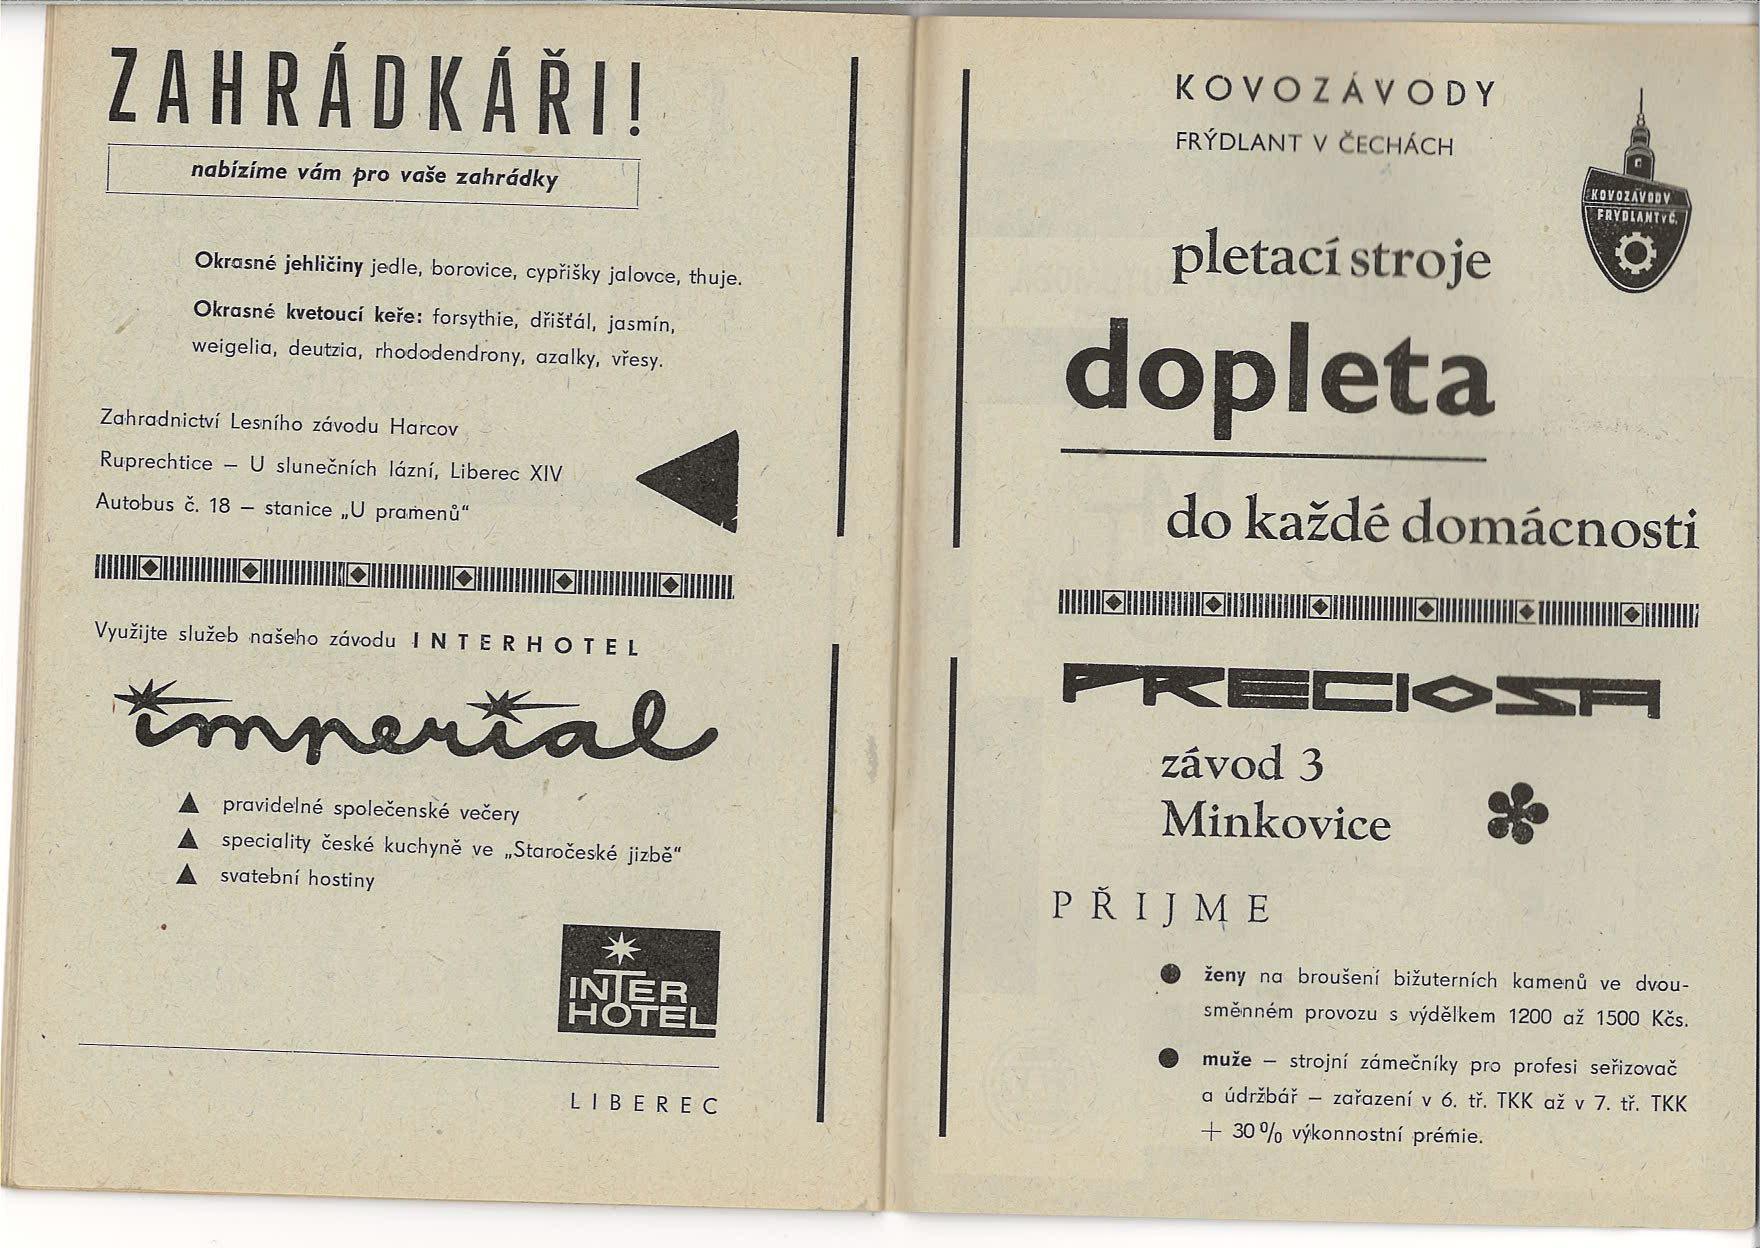 ZAHRÁDKÁŘI!
nabízíme vám pro vaše zahrádky
Okrasné jehličiny jedle, borovice, cypřišky jalovce, thuje.
Okrasné kvetoucí keře: forsythie, dřišťál, jasmín,
weigelia, deutzia, rhododendrony, azalky, vřesy.
Zahradnictví Lesního závodu Harcov
Ruprechtice – U slunečních lázní, Liberec XIV
Autobus č. 18 – stanice „U pramenů“
Využijte služeb našeho závodu INTERHOTEL
imperial
pravidelné společenské večery
speciality české kuchyně ve „Staročeské jizbě“
svatební hostiny
INTER
HOTEL
LIBEREC
KOVOZÁVODY
FRÝDLANT V ČECHÁCH
KOVOZÁVODY
FRÝDLANT v Č.
pletací stroje
dopleta
do každé domácnosti
PRECIOSA
závod 3
Minkovice
PŘIJME
ženy na broušení bižuterních kamenů ve dvou-
směnném provozu s výdělkem 1200 až 1500 Kčs.
muže – strojní zámečníky pro profesi seřizovač
a údržbář – zařazení v 6. tř. TKK až v 7. tř. TKK
+ 30 % výkonnostní prémie.